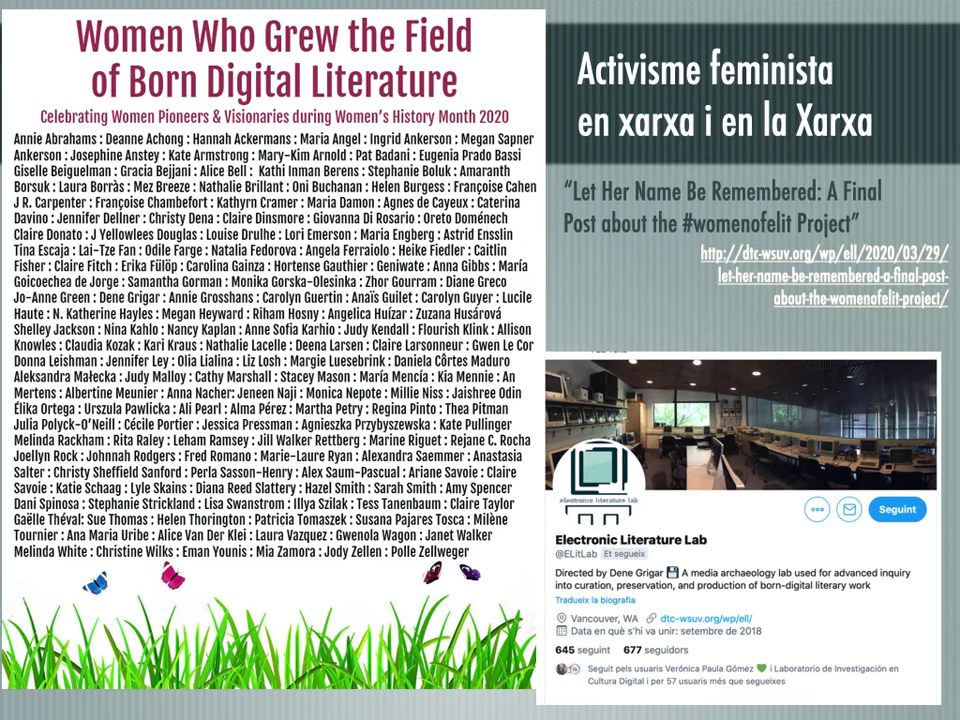 Women Who Grew the Field
of Born Digital Literature
Celebrating Women Pioneers & Visionaries during Women's History Month 2020
Annie Abrahams : Deanne Achong : Hannah Ackermans : Maria Angel : Ingrid Ankerson : Megan Sapner
Ankerson : Josephine Anstey : Kate Armstrong : Mary-Kim Arnold : Pat Badani : Eugenia Prado Bassi
Giselle Beiguelman : Gracia Bejjani : Alice Bell : Kathi Inman Berens : Stephanie Boluk : Amaranth
Borsuk : Laura Borràs : Mez Breeze : Nathalie Brillant : Oni Buchanan : Helen Burgess : Françoise Cahen
J R. Carpenter : Françoise Chambefort : Kathyrn Cramer : Maria Damon : Agnes de Cayeux : Caterina
Davino : Jennifer Dellner : Christy Dena : Claire Dinsmore : Giovanna Di Rosario : Oreto Doménech
Claire Donato : J Yellowlees Douglas : Louise Drulhe : Lori Emerson : Maria Engberg : Astrid Ensslin
Tina Escaja : Lai-Tze Fan : Odile Farge : Natalia Fedorova : Angela Ferraiolo : Heike Fiedler : Caitlin
Fisher : Claire Fitch : Erika Fülöp : Carolina Gainza : Hortense Gauthier : Geniwate : Anna Gibbs : María
Goicoechea de Jorge : Samantha Gorman : Monika Gorska-Olesinka : Zhor Gourram : Diane Greco
Jo-Anne Green : Dene Grigar : Annie Grosshans : Carolyn Guertin : Anaïs Guilet : Carolyn Guyer : Lucile
Haute : N. Katherine Hayles : Megan Heyward : Riham Hosny : Angelica Huízar : Zuzana Husárová
Shelley Jackson : Nina Kahlo : Nancy Kaplan : Anne Sofia Karhio : Judy Kendall : Flourish Klink : Allison
Knowles : Claudia Kozak : Kari Kraus : Nathalie Lacelle : Deena Larsen : Claire Larsonneur : Gwen Le Cor
Donna Leishman : Jennifer Ley : Olia Lialina : Liz Losh : Margie Luesebrink : Daniela Côrtes Maduro
Aleksandra Małecka : Judy Malloy : Cathy Marshall : Stacey Mason : María Mencía : Kia Mennie : An
Mertens : Albertine Meunier : Anna Nacher: Jeneen Naji : Monica Nepote : Millie Niss : Jaishree Odin
Élika Ortega : Urszula Pawlicka : Ali Pearl : Alma Pérez : Martha Petry : Regina Pinto : Thea Pitman
Julia Polyck-O'Neill : Cécile Portier : Jessica Pressman : Agnieszka Przybyszewska : Kate Pullinger
Melinda Rackham : Rita Raley : Leham Ramsey : Jill Walker Rettberg : Marine Riguet : Rejane C. Rocha
Joellyn Rock : Johnnah Rodgers : Fred Romano : Marie-Laure Ryan : Alexandra Saemmer : Anastasia
Salter : Christy Sheffield Sanford : Perla Sasson-Henry : Alex Saum-Pascual : Ariane Savoie : Claire
Savoie : Katie Schaag : Lyle Skains : Diana Reed Slattery : Hazel Smith : Sarah Smith : Amy Spencer
Dani Spinosa : Stephanie Strickland : Lisa Swanstrom : Illya Szilak : Tess Tanenbaum : Claire Taylor
Gaëlle Théval: Sue Thomas : Helen Thorington : Patricia Tomaszek : Susana Pajares Tosca : Milène
Tournier : Ana Maria Uribe : Alice Van Der Klei : Laura Vazquez : Gwenola Wagon : Janet Walker
Melinda White : Christine Wilks : Eman Younis : Mia Zamora : Jody Zellen : Polle Zellweger
Activisme feminista
en xarxa i en la Xarxa
"Let Her Name Be Remembered: A Final
Post about the #womenofelit Project"
http://dtc-wsuv.org/wp/ell/2020/03/29/
let-her-name-be-remembered-a-final-post-
about-the-womenofelit-project/
electronic literature lab
Seguint
Electronic Literature Lab
@ELitLab Et segueix
Directed by Dene Grigar 💾 A media archaeology lab used for advanced inquiry
into curation, preservation, and production of born-digital literary work
Tradueix la biografia
Vancouver, WA dtc-wsuv.org/wp/ell/
Data en què s'hi va unir: setembre de 2018
645 seguint 677 seguidors
Seguit pels usuaris Verónica Paula Gómez 💚 i Laboratorio de Investigación en
Cultura Digital i per 57 usuaris més que segueixes